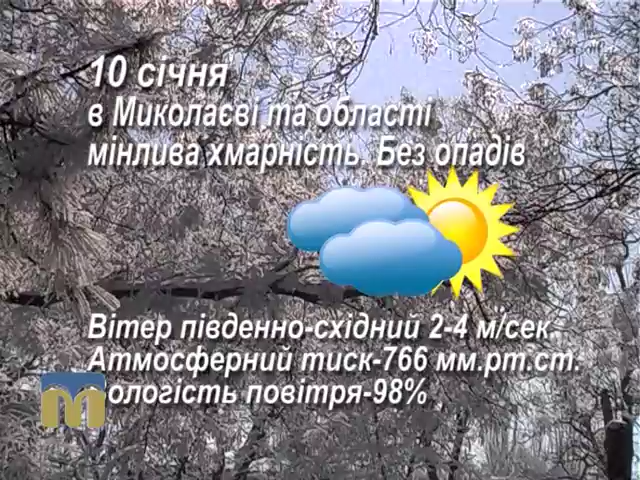 10 січня
в Миколаєві та області
мінлива хмарність. Без опадів
Вітер південно-східний 2-4 м/сек.
Атмосферний тиск-766 мм.рт.ст.
ологість повітря-98%